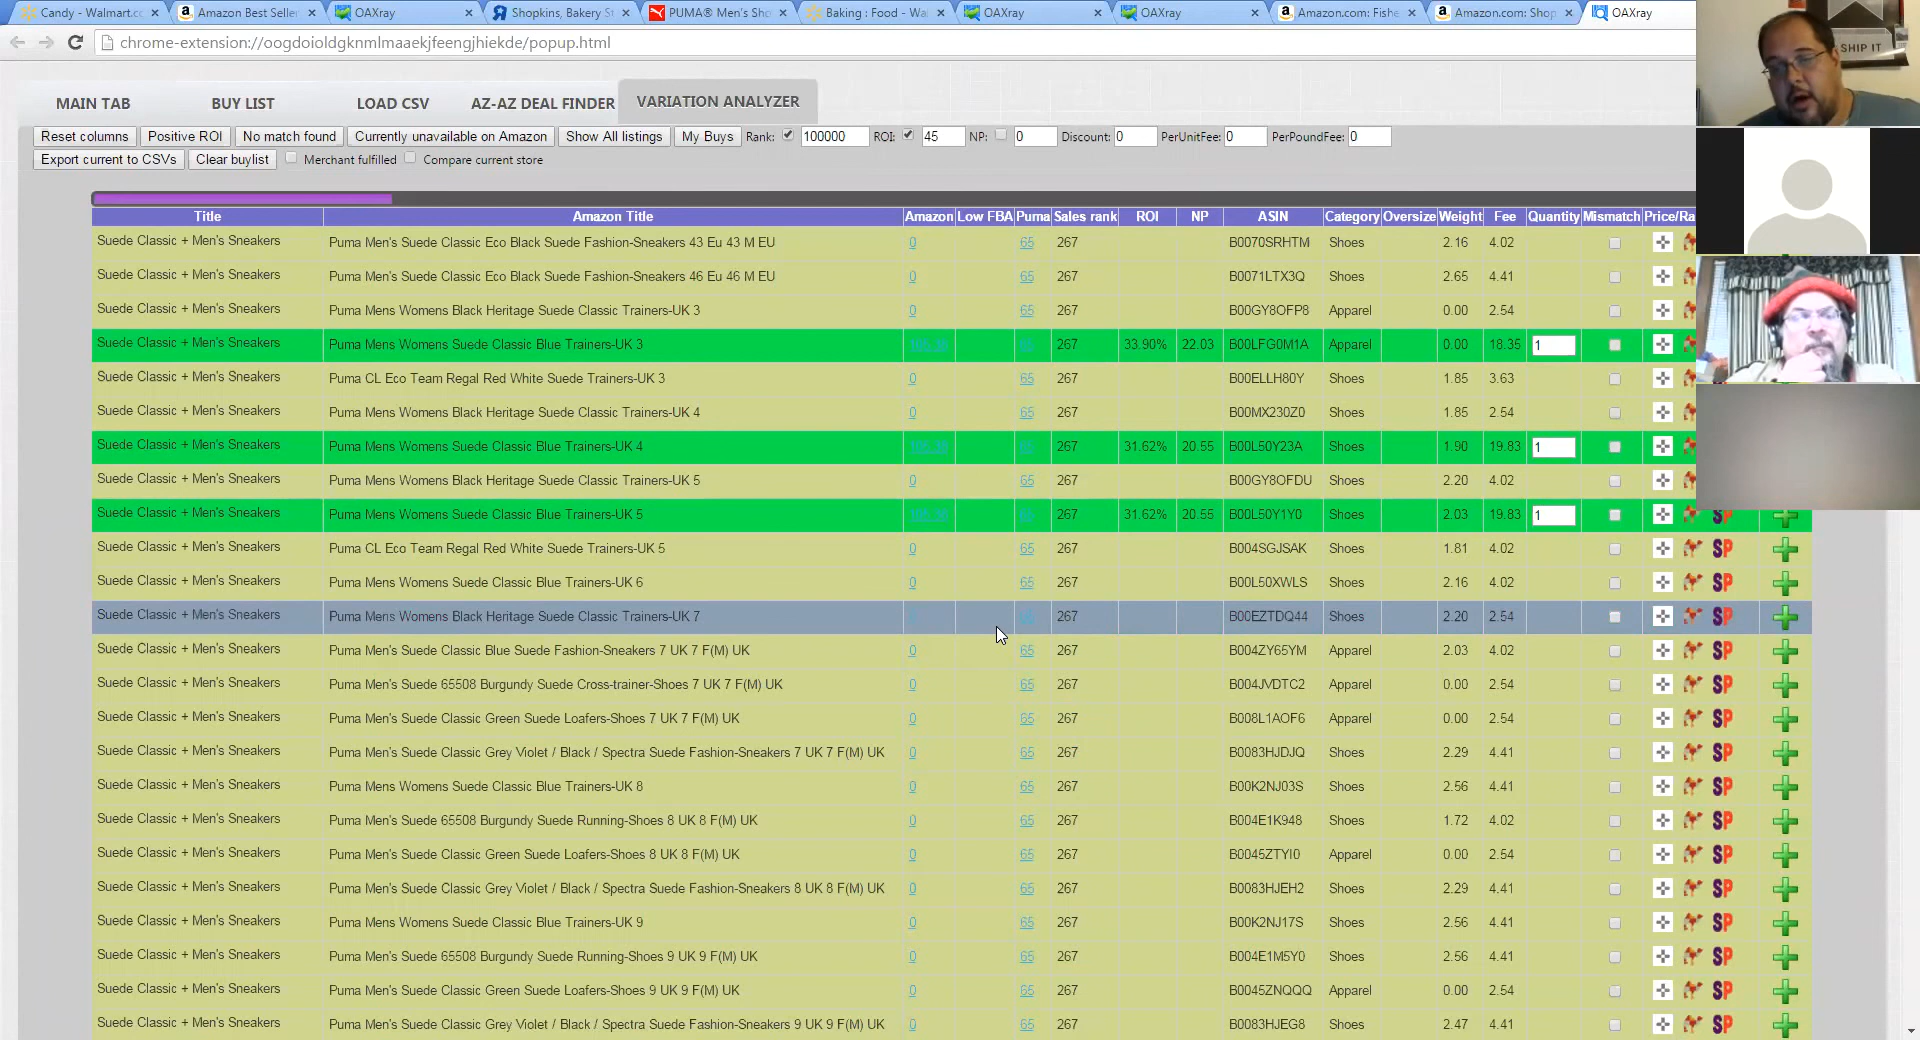 Candy - Walmart.co
Amazon Best Selle
OAXray
Shopkins, Bakery St
PUMA® Men's Sho
Baking : Food - Wa
OAXray
OAXray
Amazon.com: Fishe
Amazon.com: Shop
OAXray
chrome-extension://oogdoioldgknmlmaaekjfeengjhiekde/popup.html
SHIP IT
MAIN TAB BUY LIST LOAD CSV AZ-AZ DEAL FINDER VARIATION ANALYZER
Reset columns Positive ROI No match found Currently unavailable on Amazon Show All listings My Buys Rank: 100000 ROI: 45 NP: 0 Discount: 0 PerUnitFee: 0 PerPoundFee: 0
Export current to CSVs Clear buylist Merchant fulfilled Compare current store
Title Amazon Title Amazon Low FBA Puma Sales rank ROI NP ASIN Category Oversize Weight Fee Quantity Mismatch Price/Ra
Suede Classic + Men's Sneakers Puma Men's Suede Classic Eco Black Suede Fashion-Sneakers 43 Eu 43 M EU 0 65 267 B0070SRHTM Shoes 2.16 4.02
Suede Classic + Men's Sneakers Puma Men's Suede Classic Eco Black Suede Fashion-Sneakers 46 Eu 46 M EU 0 65 267 B0071LTX3Q Shoes 2.65 4.41
Suede Classic + Men's Sneakers Puma Mens Womens Black Heritage Suede Classic Trainers-UK 3 0 65 267 B00GY8OFP8 Apparel 0.00 2.54
Suede Classic + Men's Sneakers Puma Mens Womens Suede Classic Blue Trainers-UK 3 65 267 33.90% 22.03 B00LFG0M1A Apparel 0.00 18.35 1
Suede Classic + Men's Sneakers Puma CL Eco Team Regal Red White Suede Trainers-UK 3 0 65 267 B00ELLH80Y Shoes 1.85 3.63
Suede Classic + Men's Sneakers Puma Mens Womens Black Heritage Suede Classic Trainers-UK 4 0 65 267 B00MX230Z0 Shoes 1.85 2.54
Suede Classic + Men's Sneakers Puma Mens Womens Suede Classic Blue Trainers-UK 4 65 267 31.62% 20.55 B00L50Y23A Shoes 1.90 19.83 1
Suede Classic + Men's Sneakers Puma Mens Womens Black Heritage Suede Classic Trainers-UK 5 0 65 267 B00GY8OFDU Shoes 2.20 4.02
Suede Classic + Men's Sneakers Puma Mens Womens Suede Classic Blue Trainers-UK 5 65 267 31.62% 20.55 B00L50Y1Y0 Shoes 2.03 19.83 1 SP
Suede Classic + Men's Sneakers Puma CL Eco Team Regal Red White Suede Trainers-UK 5 0 65 267 B004SGJSAK Shoes 1.81 4.02 SP
Suede Classic + Men's Sneakers Puma Mens Womens Suede Classic Blue Trainers-UK 6 0 65 267 B00L50XWLS Shoes 2.16 4.02 SP
Suede Classic + Men's Sneakers Puma Mens Womens Black Heritage Suede Classic Trainers-UK 7 267 B00EZTDQ44 Shoes 2.20 2.54 SP
Suede Classic + Men's Sneakers Puma Men's Suede Classic Blue Suede Fashion-Sneakers 7 UK 7 F(M) UK 0 65 267 B004ZY65YM Apparel 2.03 4.02 SP
Suede Classic + Men's Sneakers Puma Men's Suede 65508 Burgundy Suede Cross-trainer-Shoes 7 UK 7 F(M) UK 0 65 267 B004JVDTC2 Apparel 0.00 2.54 SP
Suede Classic + Men's Sneakers Puma Men's Suede Classic Green Suede Loafers-Shoes 7 UK 7 F(M) UK 0 65 267 B008L1AOF6 Apparel 0.00 2.54 SP
Suede Classic + Men's Sneakers Puma Men's Suede Classic Grey Violet / Black / Spectra Suede Fashion-Sneakers 7 UK 7 F(M) UK 0 65 267 B0083HJDJQ Shoes 2.29 4.41 SP
Suede Classic + Men's Sneakers Puma Mens Womens Suede Classic Blue Trainers-UK 8 0 65 267 B00K2NJ03S Shoes 2.56 4.41 SP
Suede Classic + Men's Sneakers Puma Men's Suede 65508 Burgundy Suede Running-Shoes 8 UK 8 F(M) UK 0 65 267 B004E1K948 Shoes 1.72 4.02 SP
Suede Classic + Men's Sneakers Puma Men's Suede Classic Green Suede Loafers-Shoes 8 UK 8 F(M) UK 0 65 267 B0045ZTYI0 Apparel 0.00 2.54 SP
Suede Classic + Men's Sneakers Puma Men's Suede Classic Grey Violet / Black / Spectra Suede Fashion-Sneakers 8 UK 8 F(M) UK 0 65 267 B0083HJEH2 Shoes 2.29 4.41 SP
Suede Classic + Men's Sneakers Puma Mens Womens Suede Classic Blue Trainers-UK 9 0 65 267 B00K2NJ17S Shoes 2.56 4.41 SP
Suede Classic + Men's Sneakers Puma Men's Suede 65508 Burgundy Suede Running-Shoes 9 UK 9 F(M) UK 0 65 267 B004E1M5Y0 Shoes 2.56 4.41 SP
Suede Classic + Men's Sneakers Puma Men's Suede Classic Green Suede Loafers-Shoes 9 UK 9 F(M) UK 0 65 267 B0045ZNQQQ Apparel 0.00 2.54 SP
Suede Classic + Men's Sneakers Puma Men's Suede Classic Grey Violet / Black / Spectra Suede Fashion-Sneakers 9 UK 9 F(M) UK 0 65 267 B0083HJEG8 Shoes 2.47 4.41 SP